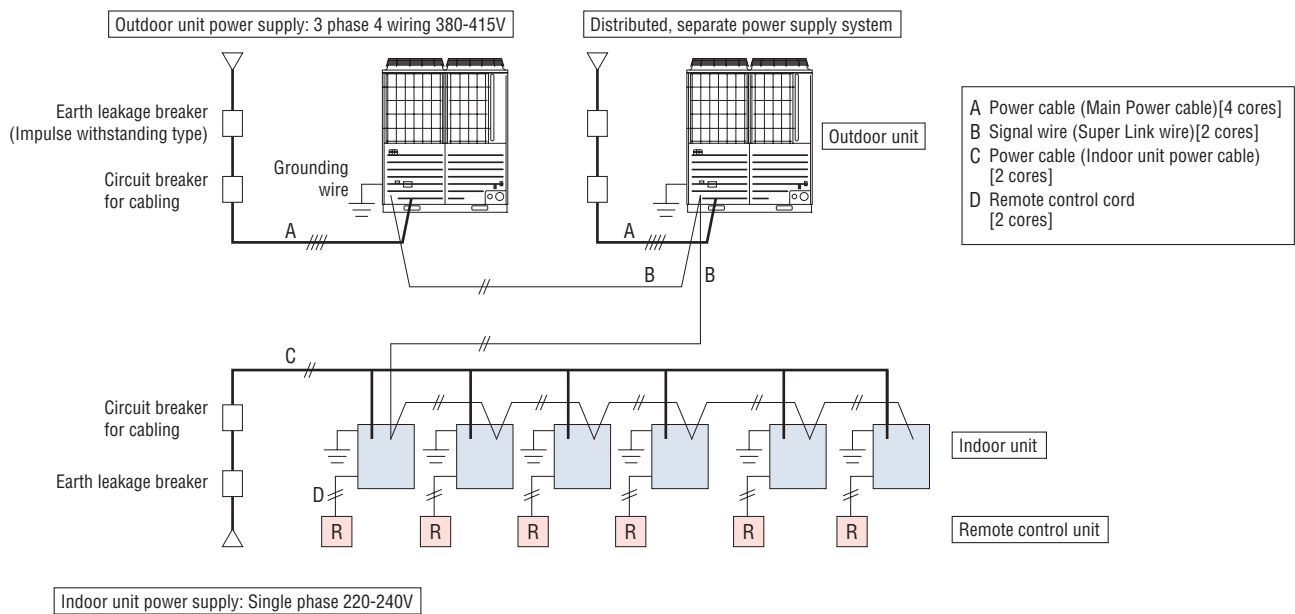 Outdoor unit power supply: 3 phase 4 wiring 380-415V
Distributed, separate power supply system
Earth leakage breaker
(Impulse withstanding type)
Circuit breaker
for cabling
Grounding
wire
Outdoor unit
A Power cable (Main Power cable)[4 cores]
B Signal wire (Super Link wire)[2 cores]
C Power cable (Indoor unit power cable)
[2 cores]
D Remote control cord
[2 cores]
A
A
B
B
C
Circuit breaker
for cabling
Earth leakage breaker
Indoor unit
D
R
R
R
R
R
R
Remote control unit
Indoor unit power supply: Single phase 220-240V